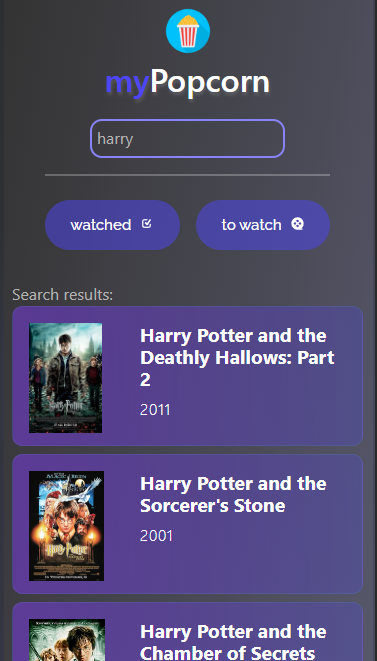 myPopcorn
harry
watched
to watch
Search results:
Harry Potter and the
Deathly Hallows: Part
2
2011
Harry Potter and the
Sorcerer's Stone
2001
Harry Potter and the
Chamber of Secrets